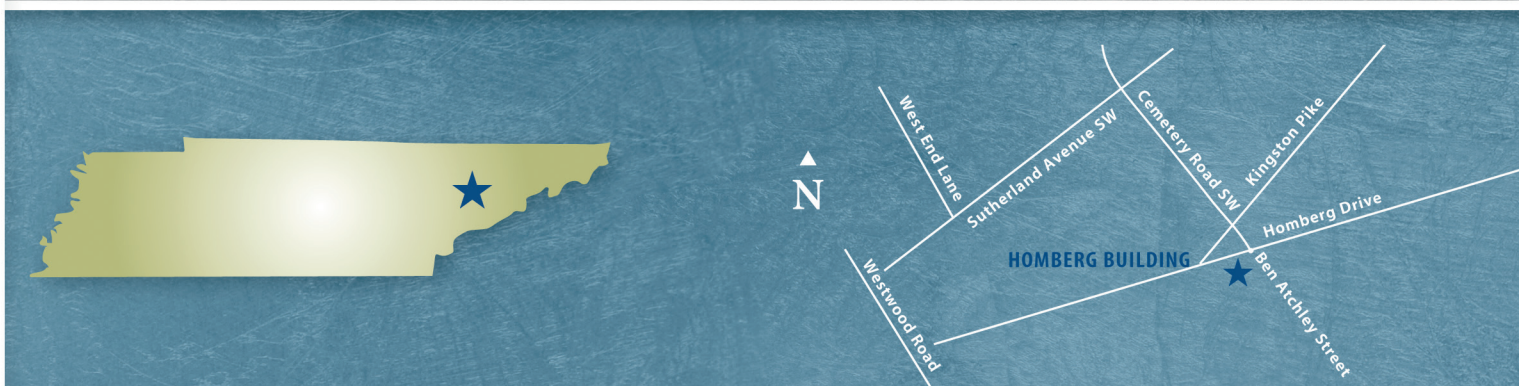 N
West End Lane
Sutherland Avenue SW
Cemetery Road SW
Kingston Pike
Homberg Drive
HOMBERG BUILDING
Westwood Road
Ben Atchley Street